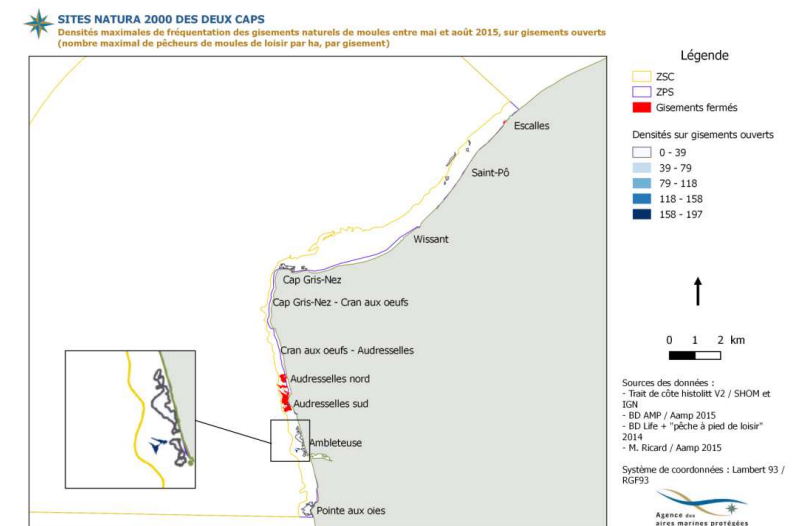 SITES NATURA 2000 DES DEUX CAPS
Densités maximales de fréquentation des gisements naturels de moules entre mai et août 2015, sur gisements ouverts
(nombre maximal de pêcheurs de moules de loisir par ha, par gisement)
Légende
ZSC
ZPS
Gisements fermés
Densités sur gisements ouverts
0 - 39
39 - 79
79 - 118
118 - 158
158 - 197
Escalles
Saint-Pô
Wissant
Cap Gris-Nez
Cap Gris-Nez - Cran aux oeufs
Cran aux oeufs - Audresselles
Audresselles nord
Audresselles sud
Ambleteuse
Pointe aux oies
0 1 2 km
Sources des données :
- Trait de côte histolitt V2 / SHOM et
IGN
- BD AMP / Aamp 2015
- BD Life + "pêche à pied de loisir"
2014
- M. Ricard / Aamp 2015
Système de coordonnées : Lambert 93 /
RGF93
Agence des
aires marines protégées